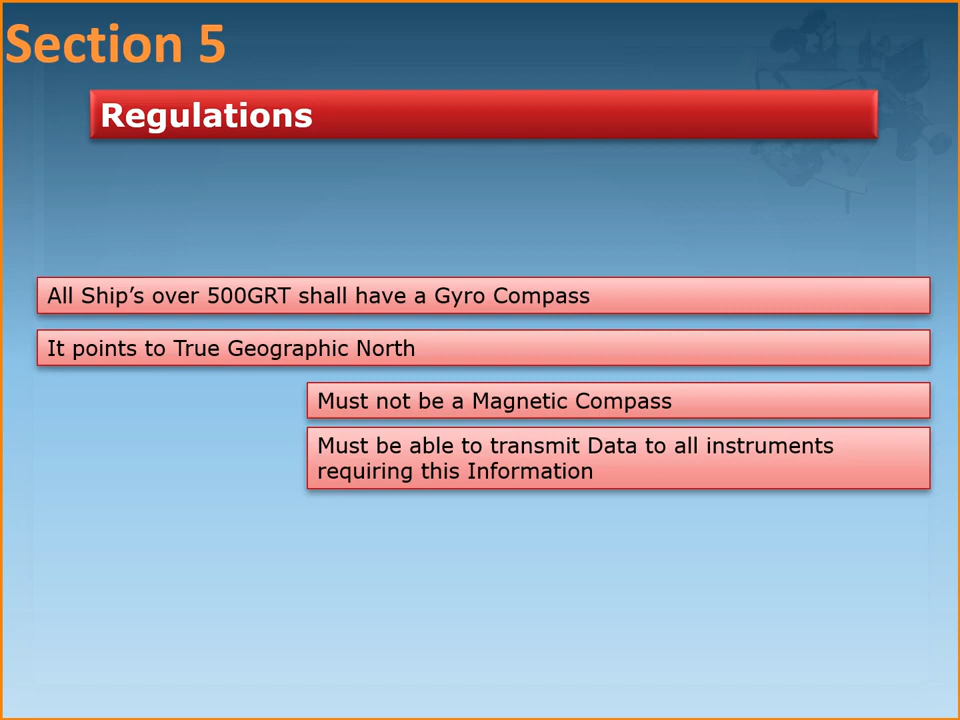 Section 5
Regulations
All Ship’s over 500GRT shall have a Gyro Compass
It points to True Geographic North
Must not be a Magnetic Compass
Must be able to transmit Data to all instruments
requiring this Information